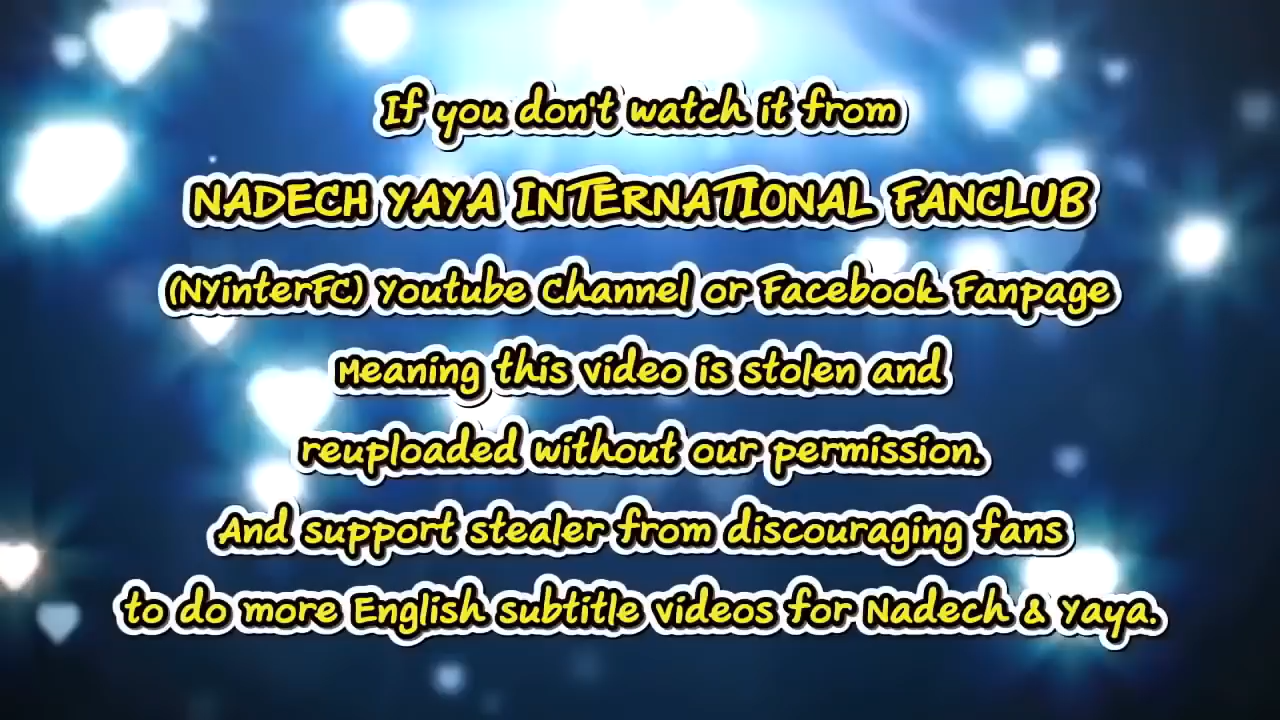 If you don't watch it from
NADECH YAYA INTERNATIONAL FANCLUB
(NYinterFC) Youtube Channel or Facebook Fanpage
Meaning this video is stolen and
reuploaded without our permission.
And support stealer from discouraging fans
to do more English subtitle videos for Nadech & Yaya.